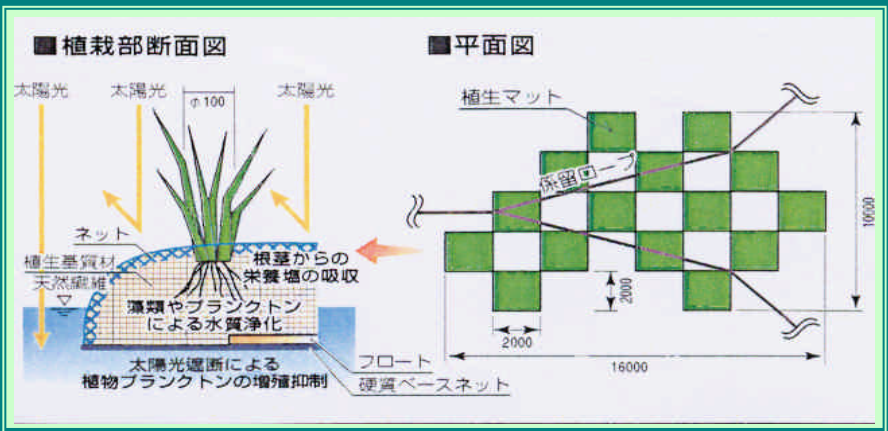 ■植栽部断面図
太陽光
太陽光
太陽光
φ100
ネット
植生基質材
天然繊維
根茎からの
栄養塩の吸収
藻類やプランクトン
による水質浄化
太陽光遮断による
植物プランクトンの増殖抑制
フロート
硬質ベースネット
■平面図
植生マット
係留ロープ
10000
2000
2000
16000